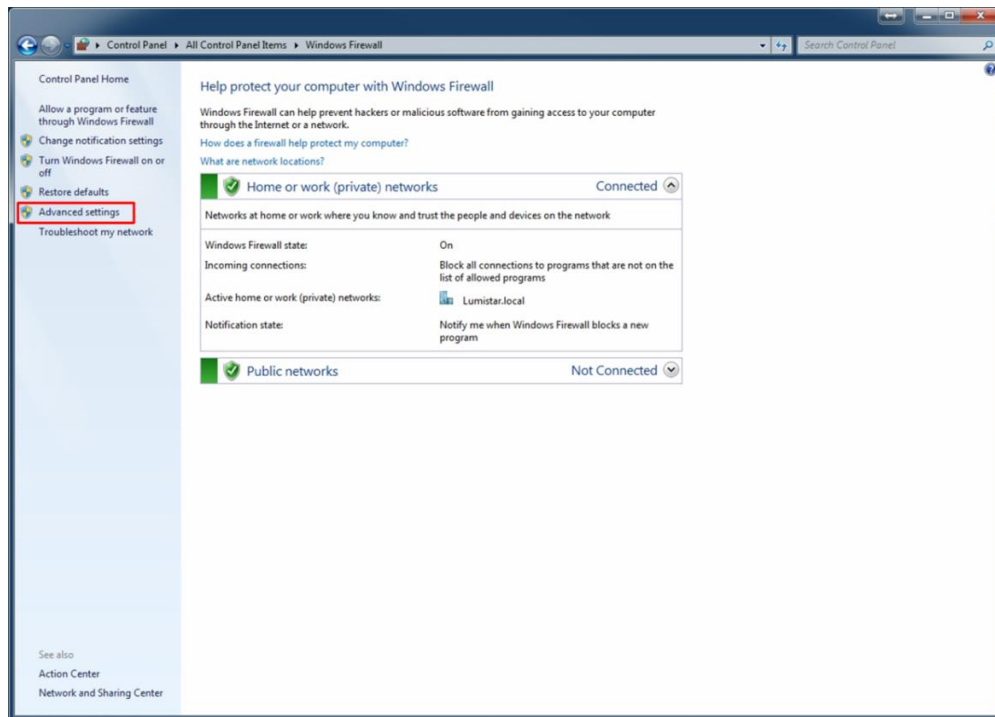 Control Panel ▸ All Control Panel Items ▸ Windows Firewall
Search Control Panel
Control Panel Home
Allow a program or feature
through Windows Firewall
Change notification settings
Turn Windows Firewall on or
off
Restore defaults
Advanced settings
Troubleshoot my network
See also
Action Center
Network and Sharing Center
Help protect your computer with Windows Firewall
Windows Firewall can help prevent hackers or malicious software from gaining access to your computer
through the Internet or a network.
How does a firewall help protect my computer?
What are network locations?
Home or work (private) networks Connected
Networks at home or work where you know and trust the people and devices on the network
Windows Firewall state: On
Incoming connections: Block all connections to programs that are not on the
list of allowed programs
Active home or work (private) networks: Lumistar.local
Notification state: Notify me when Windows Firewall blocks a new
program
Public networks Not Connected